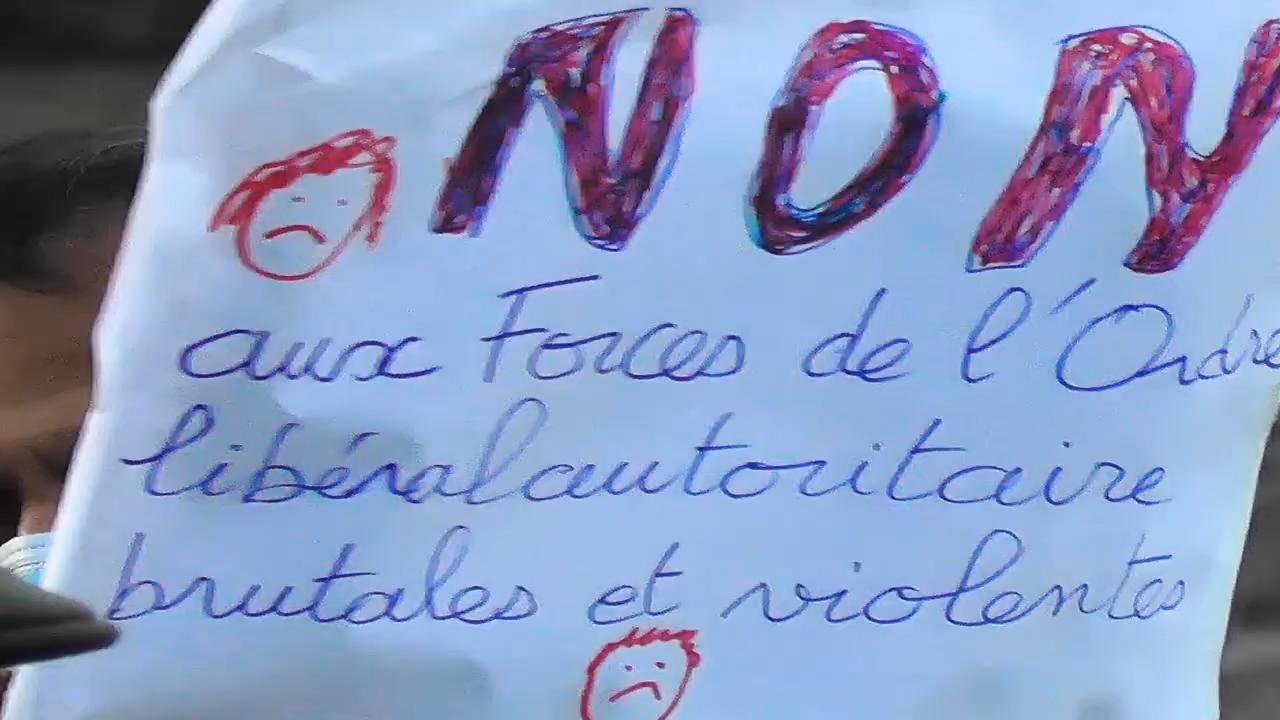 NON
aux Forces de l'Ordre
libéralautoritaire
brutales et violentes